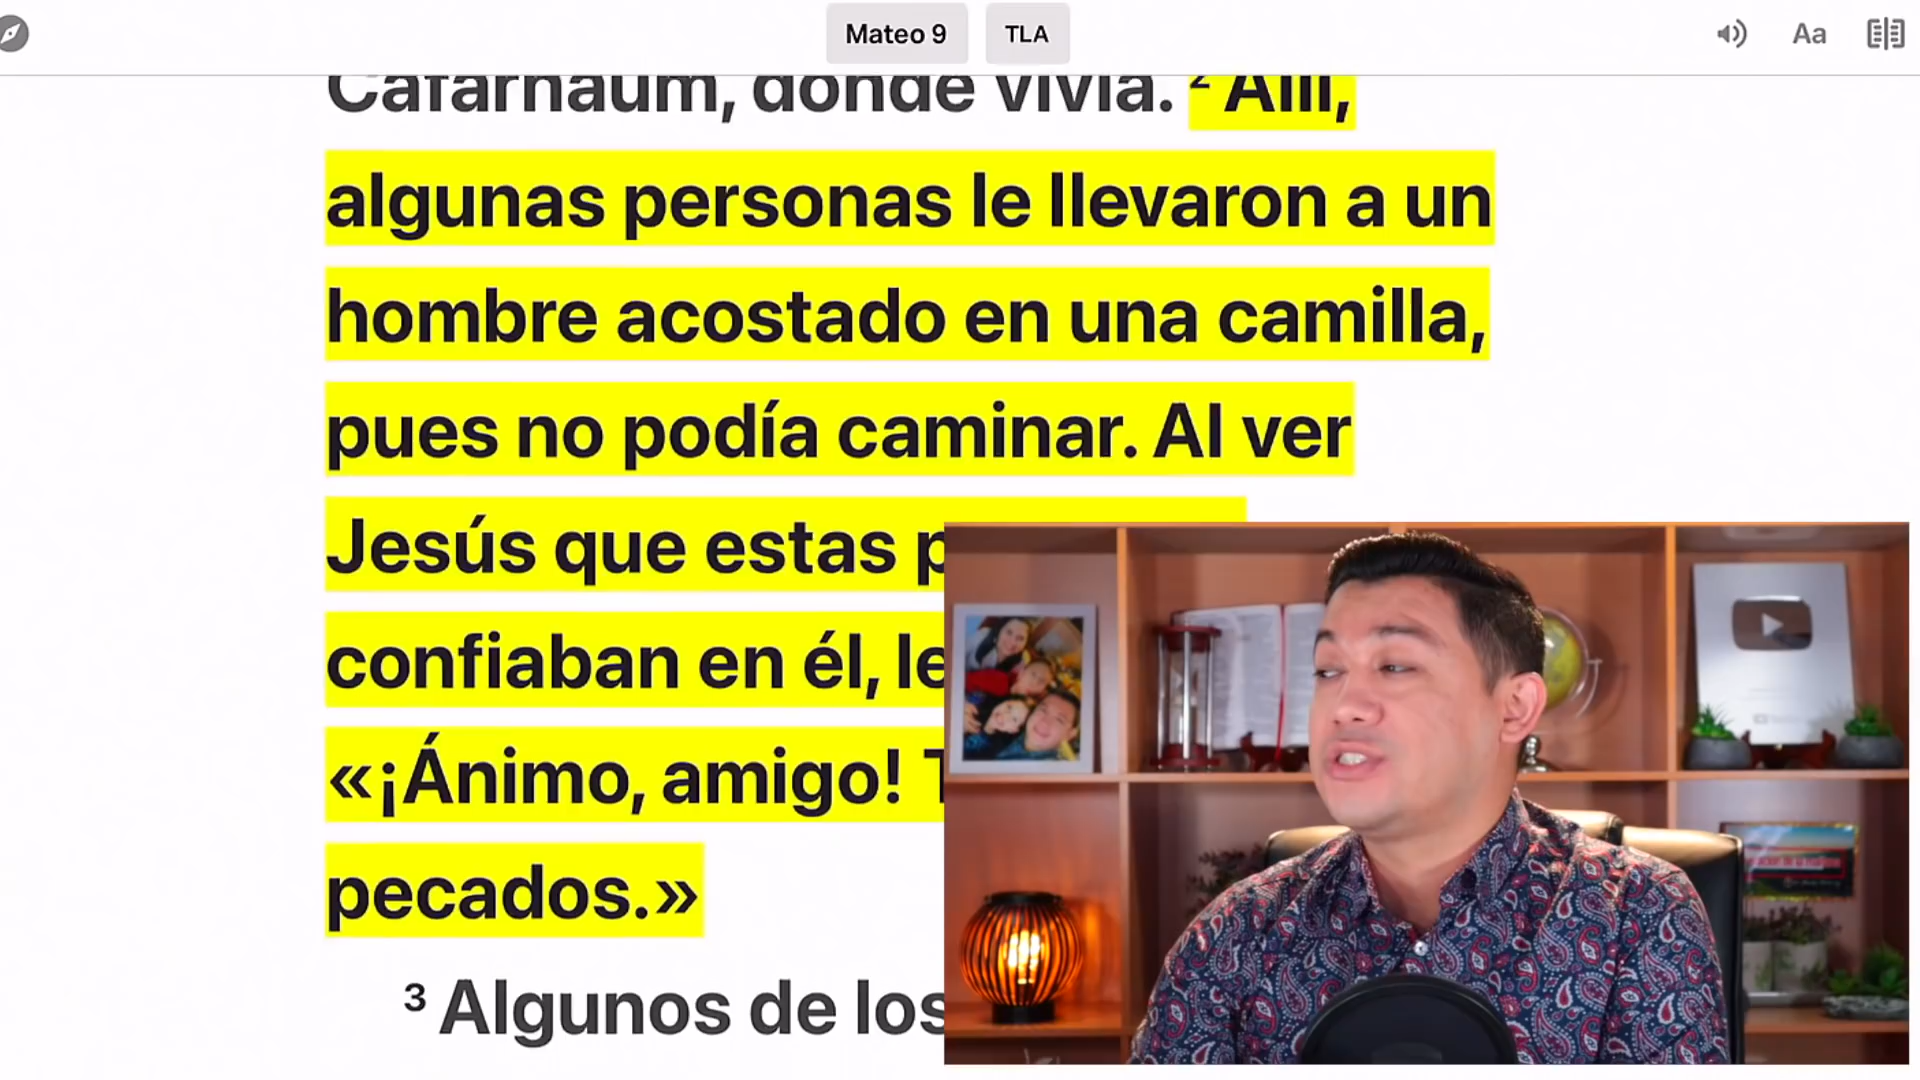 Mateo 9
TLA
Aa
Cafarnaúm, donde vivía. 2 Allí,
algunas personas le llevaron a un
hombre acostado en una camilla,
pues no podía caminar. Al ver
Jesús que estas p
confiaban en él, le
«¡Ánimo, amigo! T
pecados.»
3 Algunos de los